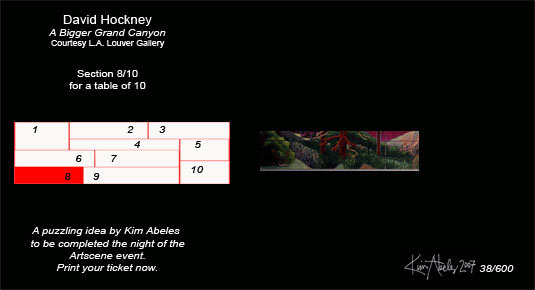 David Hockney
A Bigger Grand Canyon
Courtesy L.A. Louver Gallery
Section 8/10
for a table of 10
1 2 3
4 5
6 7
10
8 9
A puzzling idea by Kim Abeles
to be completed the night of the
Artscene event.
Print your ticket now.
Kim Abeles 2007 38/600